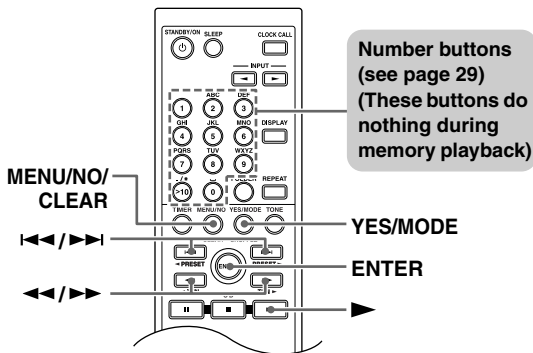 STANDBY/ON SLEEP CLOCK CALL
INPUT
ABC DEF
1 2 3
GHI JKL MNO DISPLAY
4 5 6
PQRS TUV WXYZ
7 8 9
REPEAT
>10 0
TIMER MENU/NO YES/MODE TONE
PRESET PRESET
Number buttons
(see page 29)
(These buttons do
nothing during
memory playback)
MENU/NO/
CLEAR
YES/MODE
ENTER